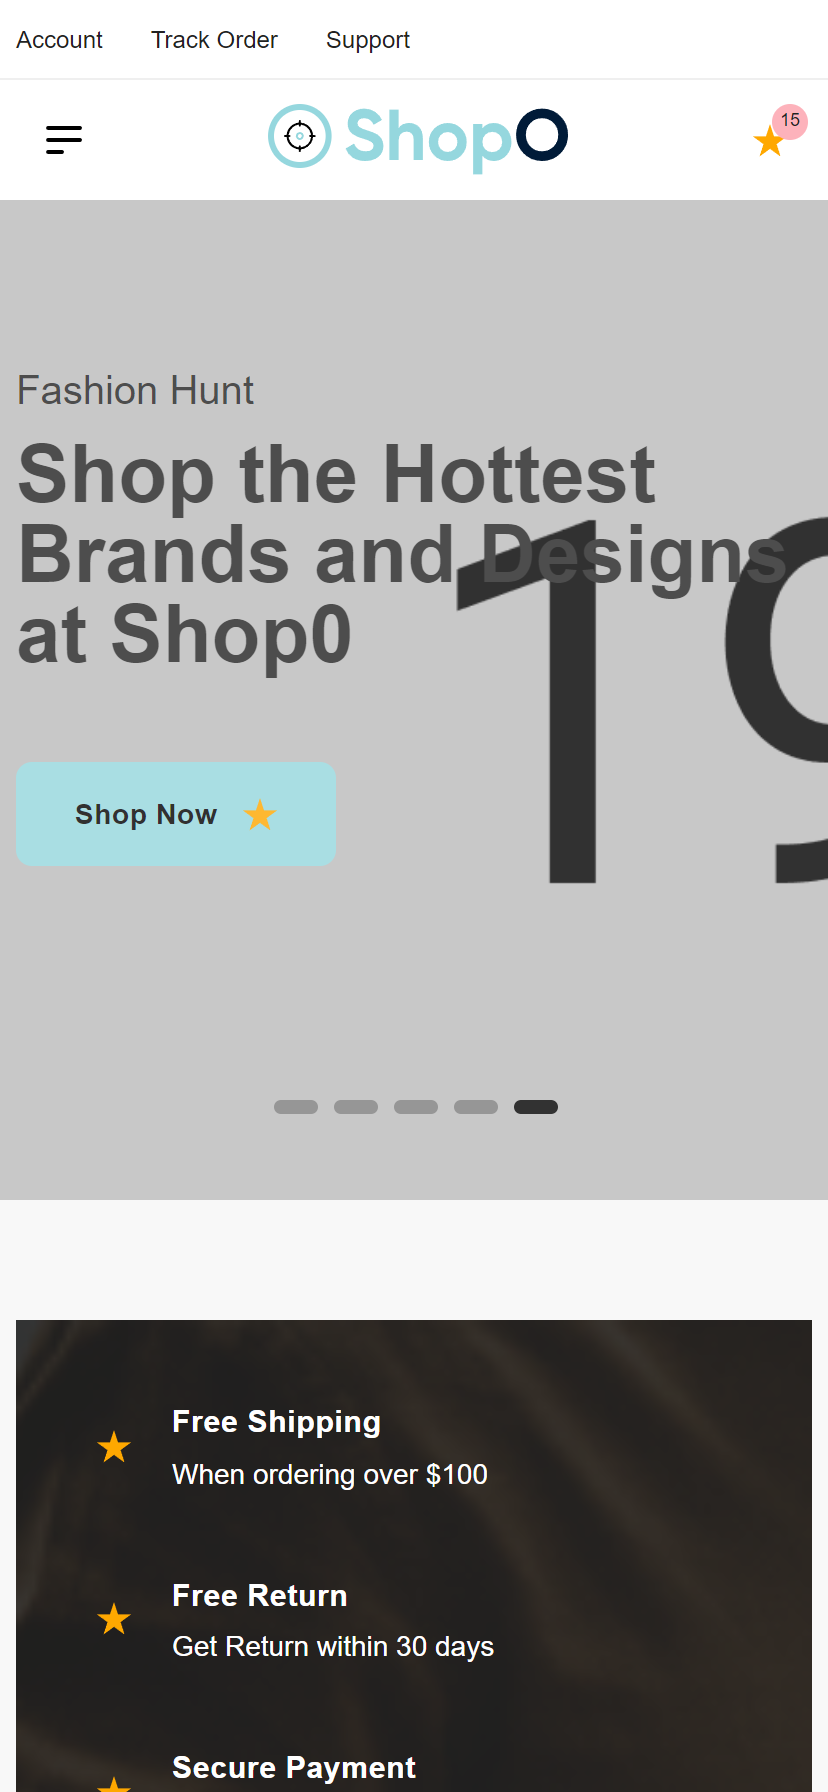 Account Track Order Support
ShopO
15
Fashion Hunt
Shop the Hottest
Brands and Designs
at Shop0
19
Shop Now
Free Shipping
When ordering over $100
Free Return
Get Return within 30 days
Secure Payment